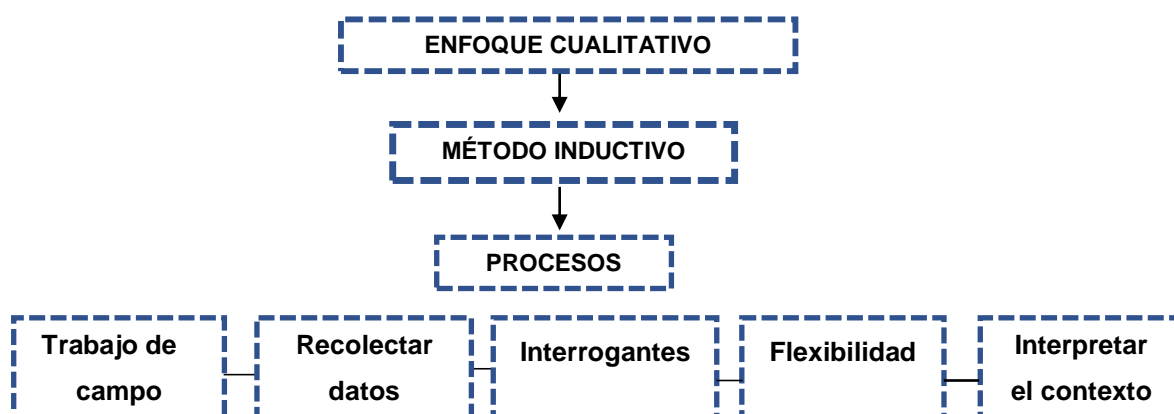 ENFOQUE CUALITATIVO
MÉTODO INDUCTIVO
PROCESOS
Trabajo de
campo
Recolectar
datos
Interrogantes
Flexibilidad
Interpretar
el contexto